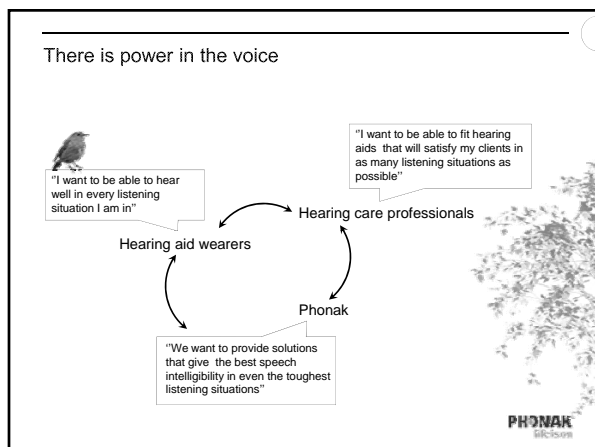 There is power in the voice
"I want to be able to fit hearing
aids that will satisfy my clients in
as many listening situations as
possible"
"I want to be able to hear
well in every listening
situation I am in"
Hearing care professionals
Hearing aid wearers
Phonak
"We want to provide solutions
that give the best speech
intelligibility in even the toughest
listening situations"
PHONAK
life is on